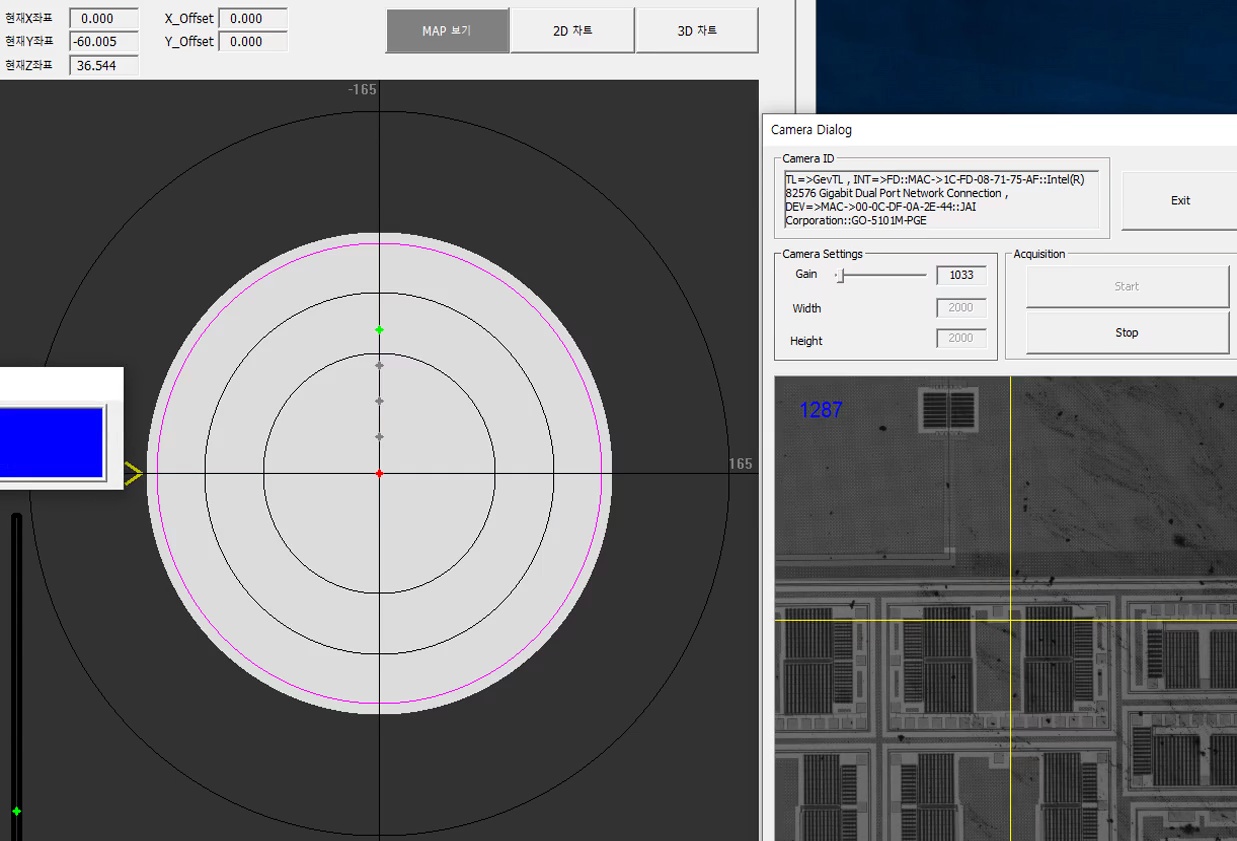 현재X좌표 0.000 X_Offset 0.000
현재Y좌표 -60.005 Y_Offset 0.000
현재Z좌표 36.544
MAP 보기 2D 차트 3D 차트
-165
165
Camera Dialog
Camera ID
TL=>GevTL , INT=>FD::MAC->1C-FD-08-71-75-AF::Intel(R)
82576 Gigabit Dual Port Network Connection ,
DEV=>MAC->00-0C-DF-0A-2E-44::JAI
Corporation::GO-5101M-PGE
Exit
Camera Settings
Gain 1033
Width 2000
Height 2000
Acquisition
Start
Stop
1287